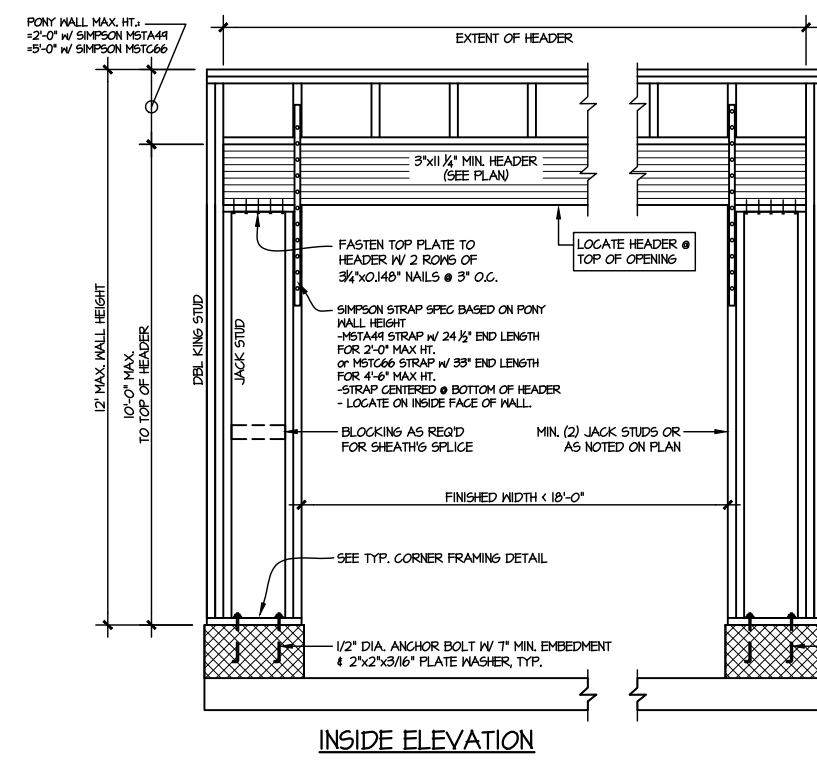 PONY WALL MAX. HT.:
=2'-0" W/ SIMPSON MSTA49
=5'-0" W/ SIMPSON MSTC66
EXTENT OF HEADER
3"x11 1/4" MIN. HEADER
(SEE PLAN)
FASTEN TOP PLATE TO
HEADER W/ 2 ROWS OF
3 1/4"x0.148" NAILS @ 3" O.C.
LOCATE HEADER @
TOP OF OPENING
SIMPSON STRAP SPEC BASED ON PONY
WALL HEIGHT
-MSTA49 STRAP W/ 24 1/2" END LENGTH
FOR 2'-0" MAX HT.
or MSTC66 STRAP W/ 33" END LENGTH
FOR 4'-6" MAX HT.
-STRAP CENTERED @ BOTTOM OF HEADER
- LOCATE ON INSIDE FACE OF WALL.
12' MAX. WALL HEIGHT
10'-0" MAX.
TO TOP OF HEADER
DBL KING STUD
JACK STUD
BLOCKING AS REQ'D
FOR SHEATH'G SPLICE
MIN. (2) JACK STUDS OR
AS NOTED ON PLAN
FINISHED WIDTH < 18'-0"
SEE TYP. CORNER FRAMING DETAIL
1/2" DIA. ANCHOR BOLT W/ 7" MIN. EMBEDMENT
& 2"x2"x3/16" PLATE WASHER, TYP.
INSIDE ELEVATION